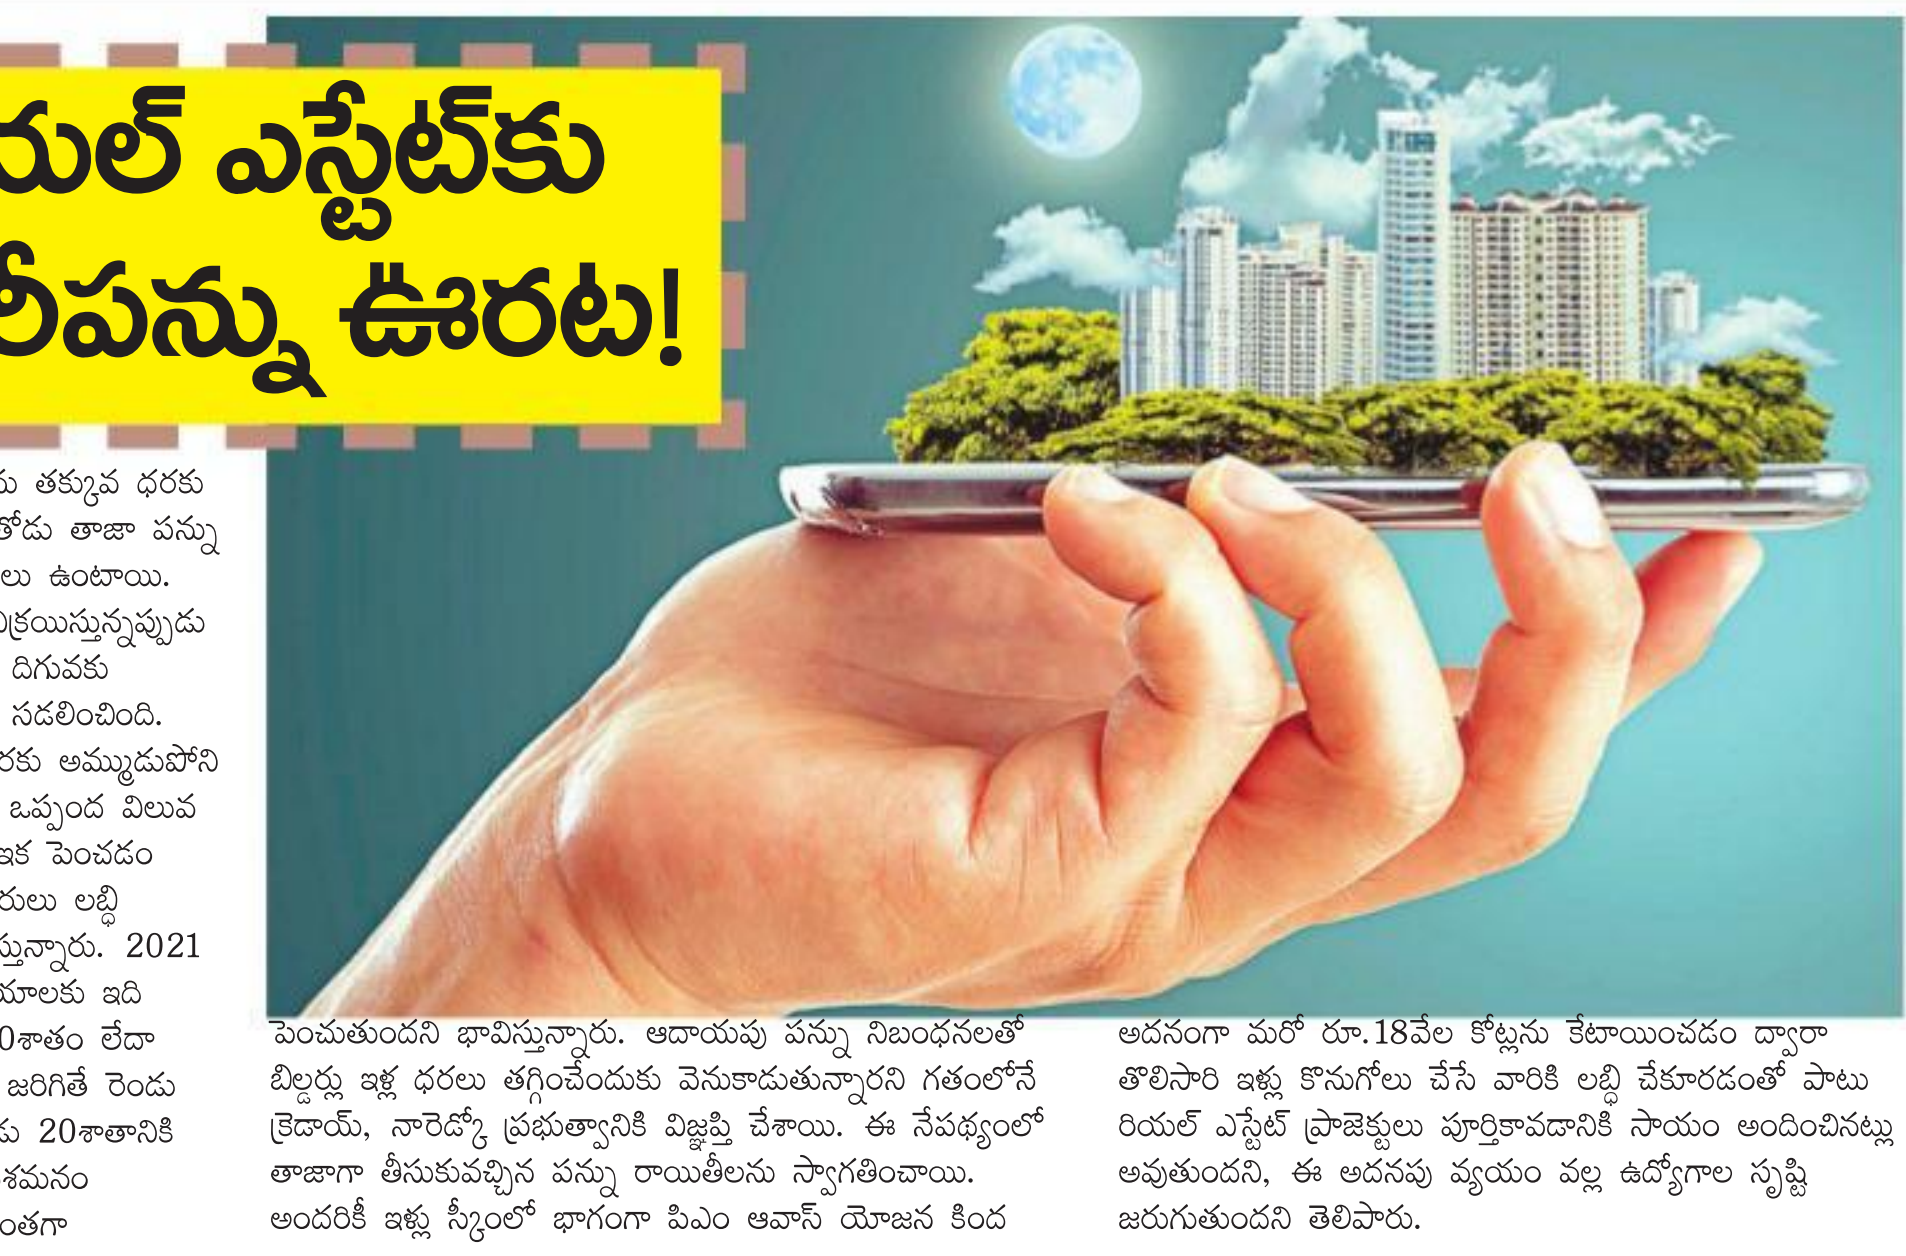 యల్ ఎస్టేట్‌కు
రీపన్ను ఊరట!
తక్కువ ధరకు
తోడు తాజా పన్ను
లు ఉంటాయి.
విక్రయిస్తున్నప్పుడు
దిగువకు
సడలించింది.
రకు అమ్ముడుపోని
ఒప్పంద విలువ
ఇక పెంచడం
రులు లబ్ధి
స్తున్నారు. 2021
యాలకు ఇది
0శాతం లేదా
జరిగితే రెండు
డు 20శాతానికి
శమనం
ంతగా
పెంచుతుందని భావిస్తున్నారు. ఆదాయపు పన్ను నిబంధనలతో
బిల్డర్లు ఇళ్ల ధరలు తగ్గించేందుకు వెనుకాడుతున్నారని గతంలోనే
క్రెడాయ్, నారెడ్కో ప్రభుత్వానికి విజ్ఞప్తి చేశాయి. ఈ నేపథ్యంలో
తాజాగా తీసుకువచ్చిన పన్ను రాయితీలను స్వాగతించాయి.
అందరికీ ఇళ్లు స్కీంలో భాగంగా పిఎం ఆవాస్ యోజన కింద
అదనంగా మరో రూ.18వేల కోట్లను కేటాయించడం ద్వారా
తొలిసారి ఇళ్లు కొనుగోలు చేసే వారికి లబ్ధి చేకూరడంతో పాటు
రియల్ ఎస్టేట్ ప్రాజెక్టులు పూర్తికావడానికి సాయం అందించినట్లు
అవుతుందని, ఈ అదనపు వ్యయం వల్ల ఉద్యోగాల సృష్టి
జరుగుతుందని తెలిపారు.